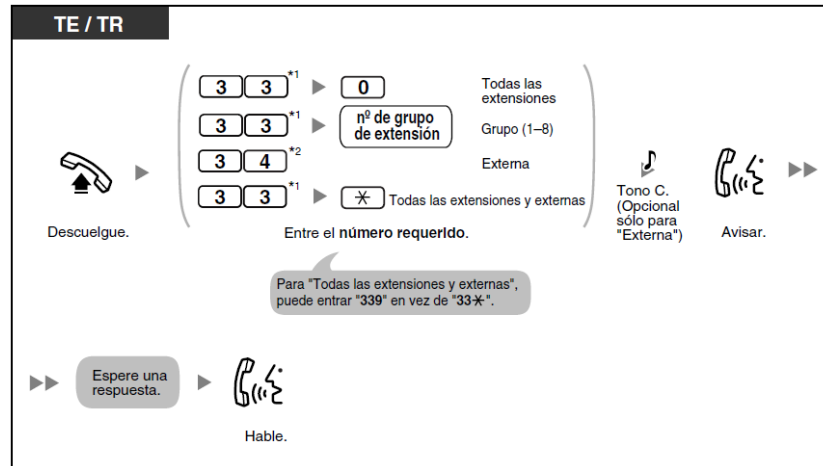 TE / TR
3 3 *1 0 Todas las
extensiones
3 3 *1 nº de grupo
de extensión Grupo (1–8)
3 4 *2 Externa
3 3 *1 ✳ Todas las extensiones y externas
Descuelgue.
Entre el número requerido.
Tono C.
(Opcional
sólo para
"Externa")
Avisar.
Para "Todas las extensiones y externas",
puede entrar "339" en vez de "33✳".
Espere una
respuesta.
Hable.